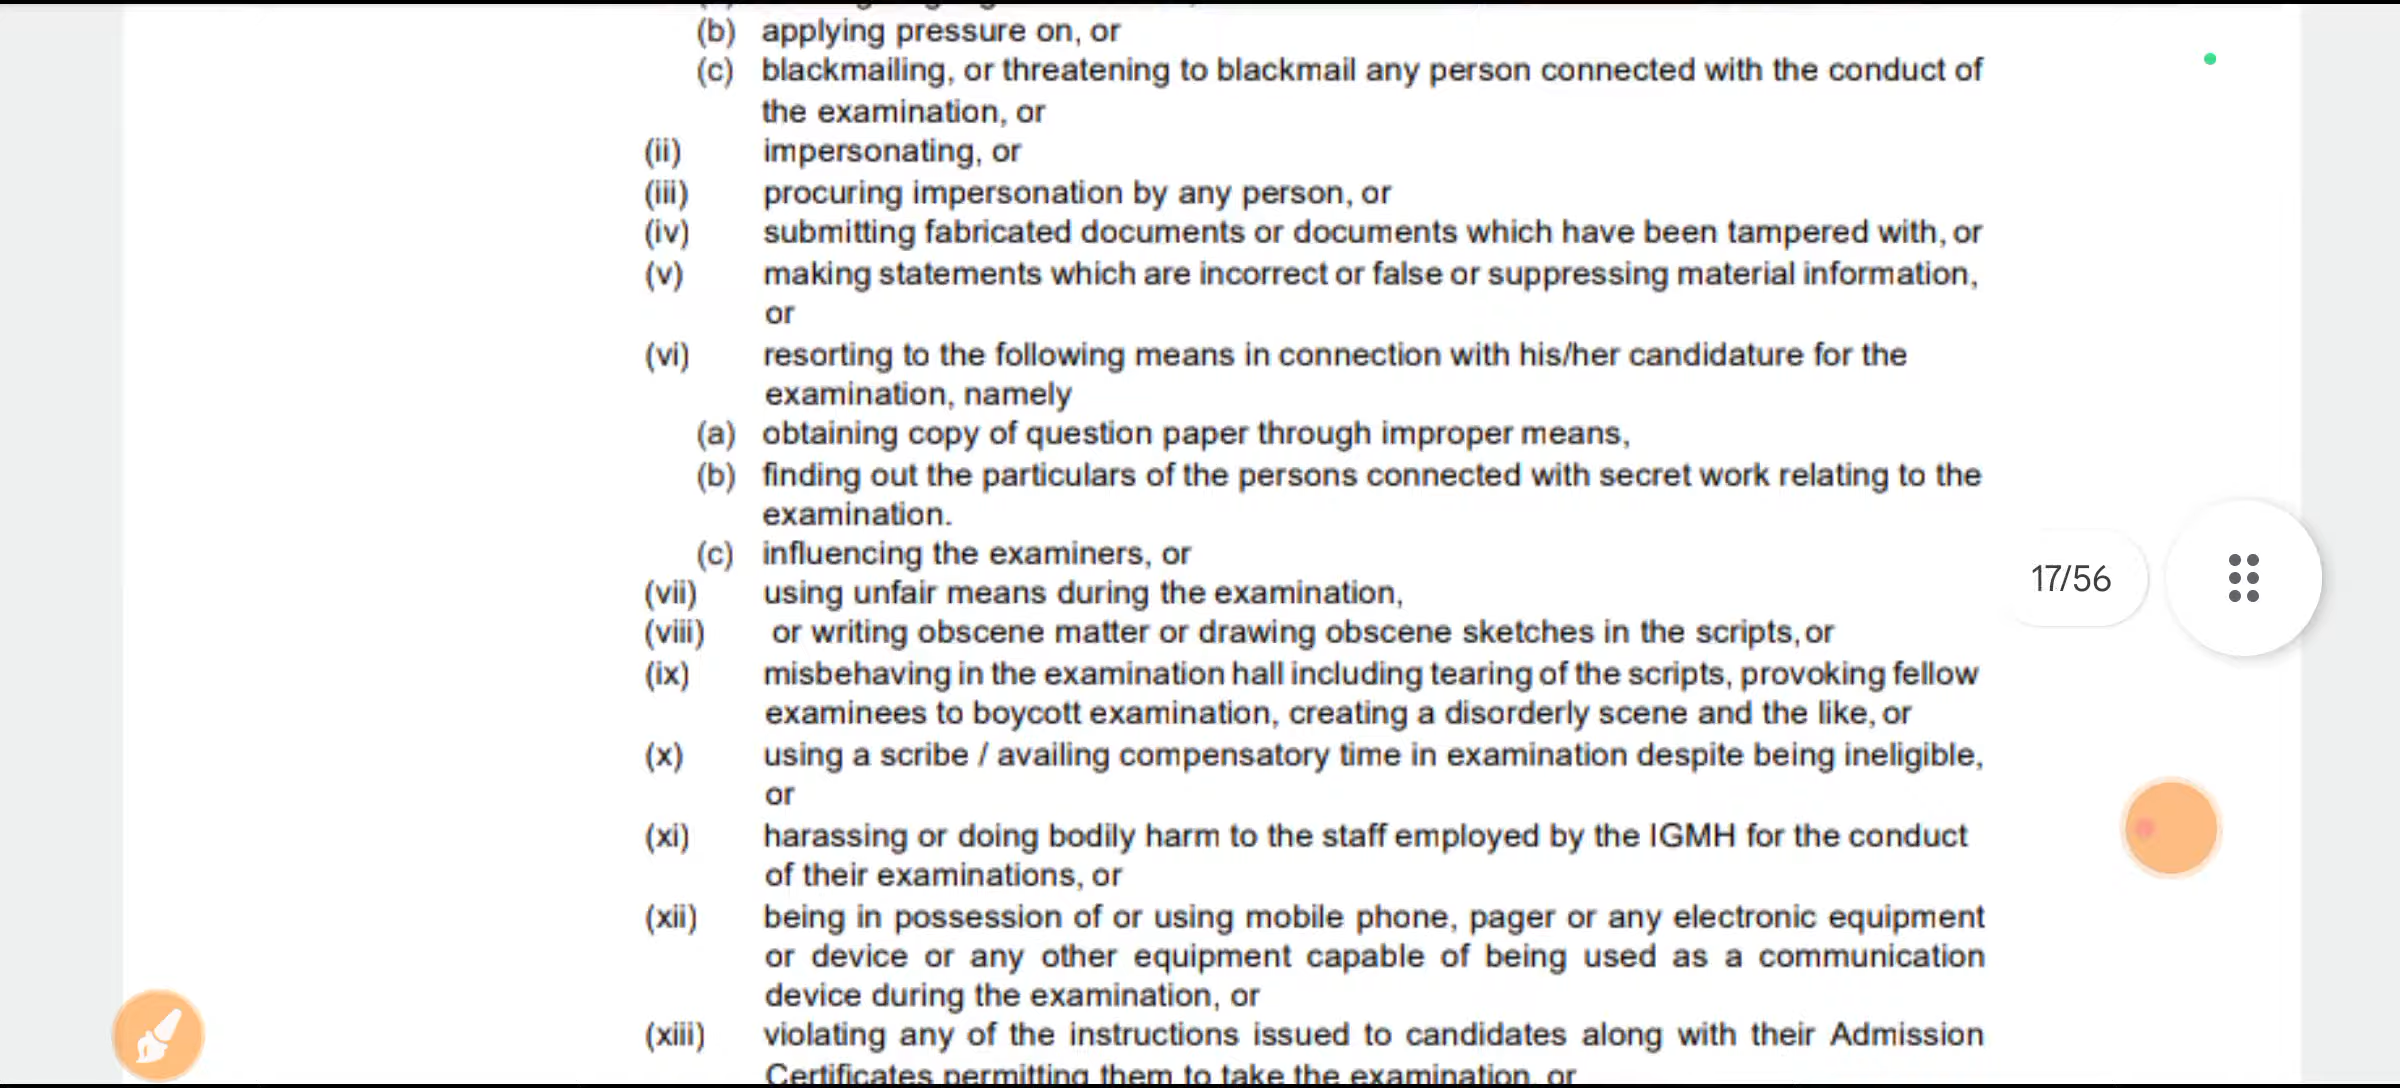 (b) applying pressure on, or
(c) blackmailing, or threatening to blackmail any person connected with the conduct of
the examination, or
(ii) impersonating, or
(iii) procuring impersonation by any person, or
(iv) submitting fabricated documents or documents which have been tampered with, or
(v) making statements which are incorrect or false or suppressing material information,
or
(vi) resorting to the following means in connection with his/her candidature for the
examination, namely
(a) obtaining copy of question paper through improper means,
(b) finding out the particulars of the persons connected with secret work relating to the
examination.
(c) influencing the examiners, or
(vii) using unfair means during the examination,
(viii) or writing obscene matter or drawing obscene sketches in the scripts, or
(ix) misbehaving in the examination hall including tearing of the scripts, provoking fellow
examinees to boycott examination, creating a disorderly scene and the like, or
(x) using a scribe / availing compensatory time in examination despite being ineligible,
or
(xi) harassing or doing bodily harm to the staff employed by the IGMH for the conduct
of their examinations, or
(xii) being in possession of or using mobile phone, pager or any electronic equipment
or device or any other equipment capable of being used as a communication
device during the examination, or
(xiii) violating any of the instructions issued to candidates along with their Admission
Certificates permitting them to take the examination, or
17/56